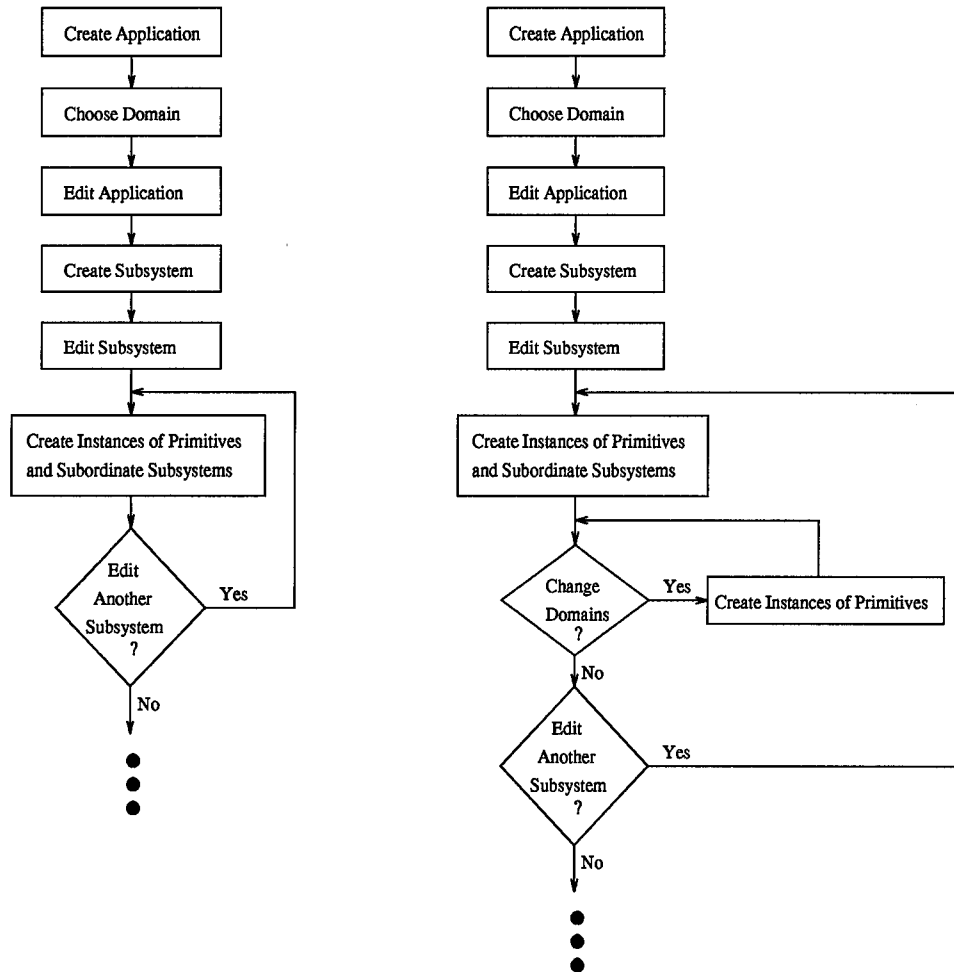 Create Application
Choose Domain
Edit Application
Create Subsystem
Edit Subsystem
Create Instances of Primitives
and Subordinate Subsystems
Edit
Another
Subsystem
?
Yes
No
Create Application
Choose Domain
Edit Application
Create Subsystem
Edit Subsystem
Create Instances of Primitives
and Subordinate Subsystems
Change
Domains
?
Yes
Create Instances of Primitives
No
Edit
Another
Subsystem
?
Yes
No